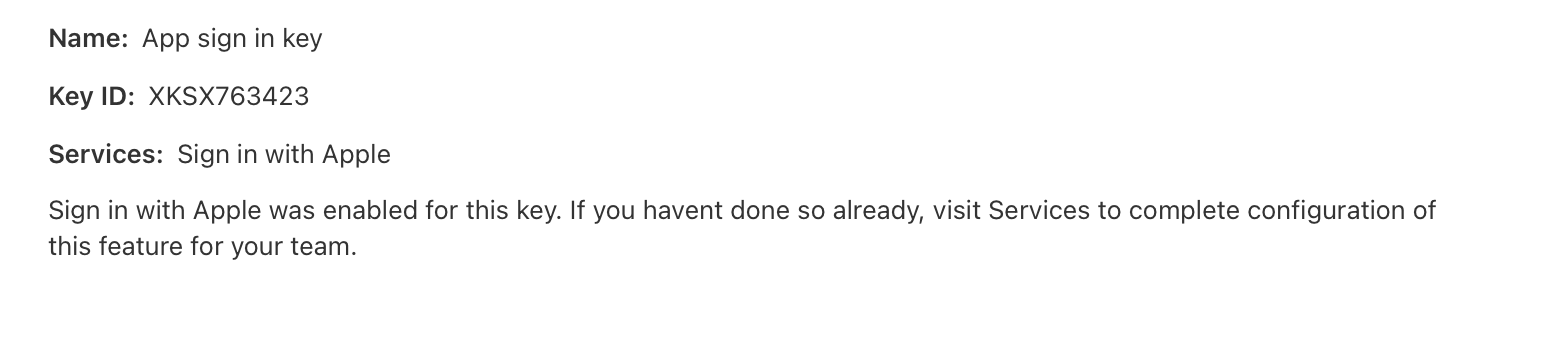 Name: App sign in key
Key ID: XKSX763423
Services: Sign in with Apple
Sign in with Apple was enabled for this key. If you havent done so already, visit Services to complete configuration of
this feature for your team.